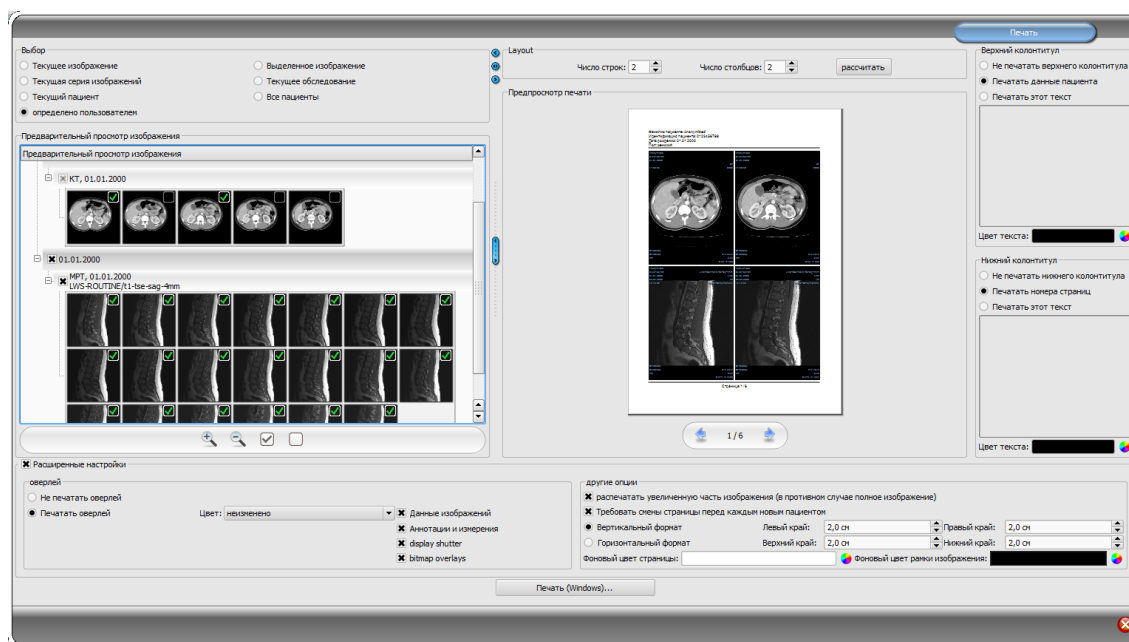 Печать
Выбор
Текущее изображение
Выделенное изображение
Текущая серия изображений
Текущее обследование
Текущий пациент
Все пациенты
определено пользователем
Предварительный просмотр изображения
Предварительный просмотр изображения
КТ, 01.01.2000
01.01.2000
МРТ, 01.01.2000
LWS-ROUTINE/t1-tse-sag-4mm
Layout
Число строк: 2
Число столбцов: 2
рассчитать
Предпросмотр печати
Страница 1/6
1/6
Верхний колонтитул
Не печатать верхнего колонтитула
Печатать данные пациента
Печатать этот текст
Цвет текста:
Нижний колонтитул
Не печатать нижнего колонтитула
Печатать номера страниц
Печатать этот текст
Цвет текста:
Расширенные настройки
оверлей
Не печатать оверлей
Печатать оверлей
Цвет: неизменено
Данные изображений
Аннотации и измерения
display shutter
bitmap overlays
другие опции
распечатать увеличенную часть изображения (в противном случае полное изображение)
Требовать смены страницы перед каждым новым пациентом
Вертикальный формат
Левый край: 2,0 cm
Правый край: 2,0 cm
Горизонтальный формат
Верхний край: 2,0 cm
Нижний край: 2,0 cm
Фоновый цвет страницы:
Фоновый цвет рамки изображения:
Печать (Windows)...